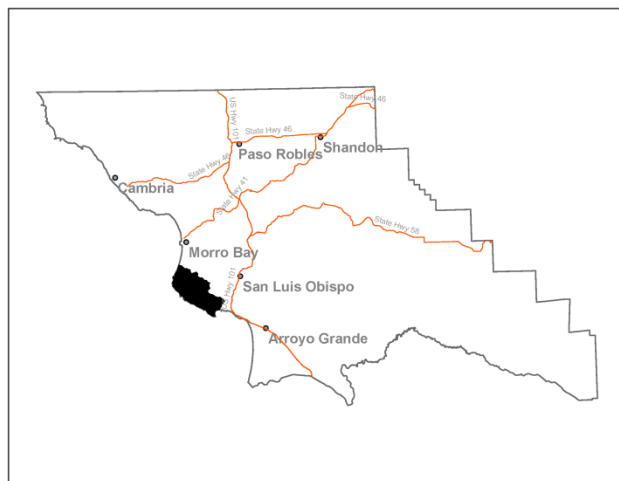 State Hwy 46
US Hwy 101
State Hwy 46
Shandon
Paso Robles
State Hwy 46
Cambria
State Hwy 41
State Hwy 58
Morro Bay
San Luis Obispo
US Hwy 101
Arroyo Grande